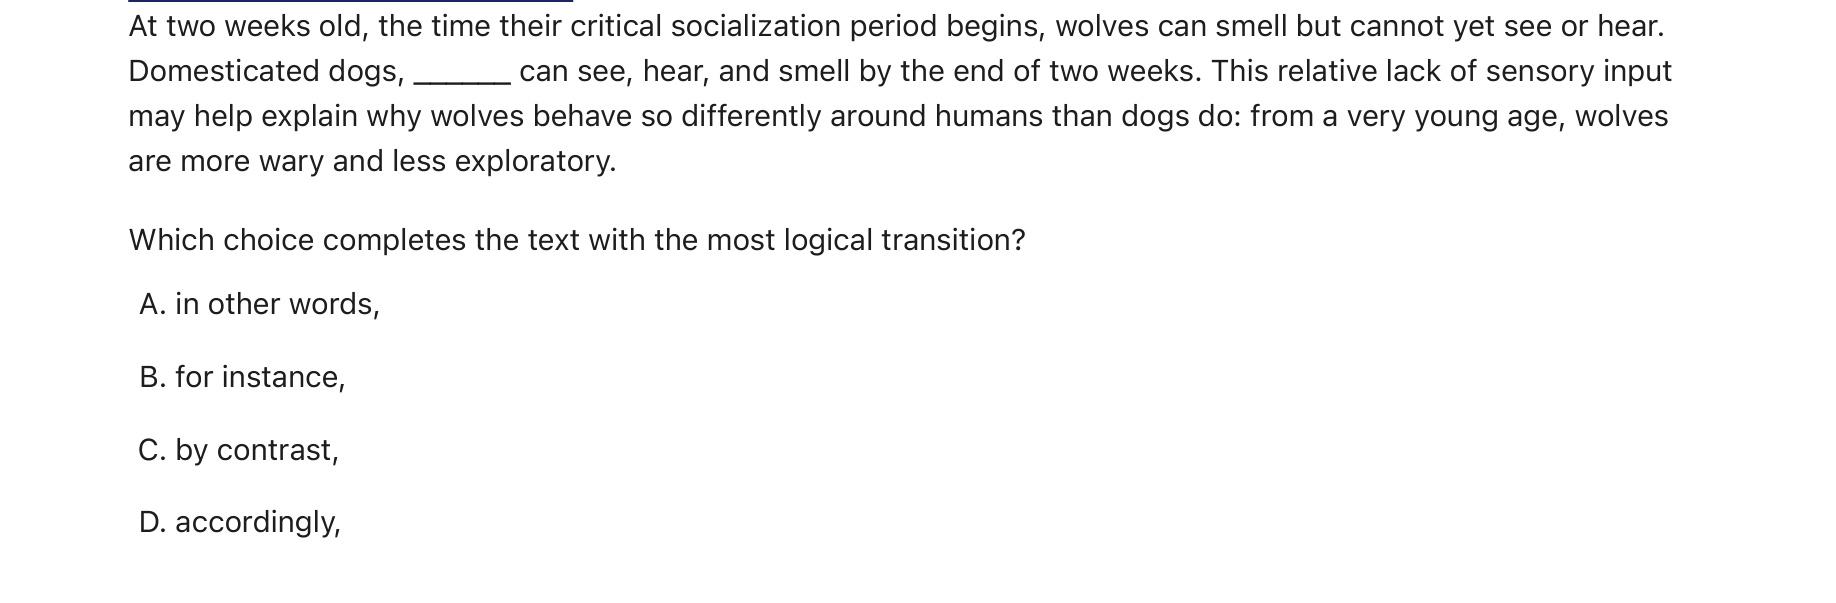 At two weeks old, the time their critical socialization period begins, wolves can smell but cannot yet see or hear.
Domesticated dogs, ______ can see, hear, and smell by the end of two weeks. This relative lack of sensory input
may help explain why wolves behave so differently around humans than dogs do: from a very young age, wolves
are more wary and less exploratory.
Which choice completes the text with the most logical transition?
A. in other words,
B. for instance,
C. by contrast,
D. accordingly,